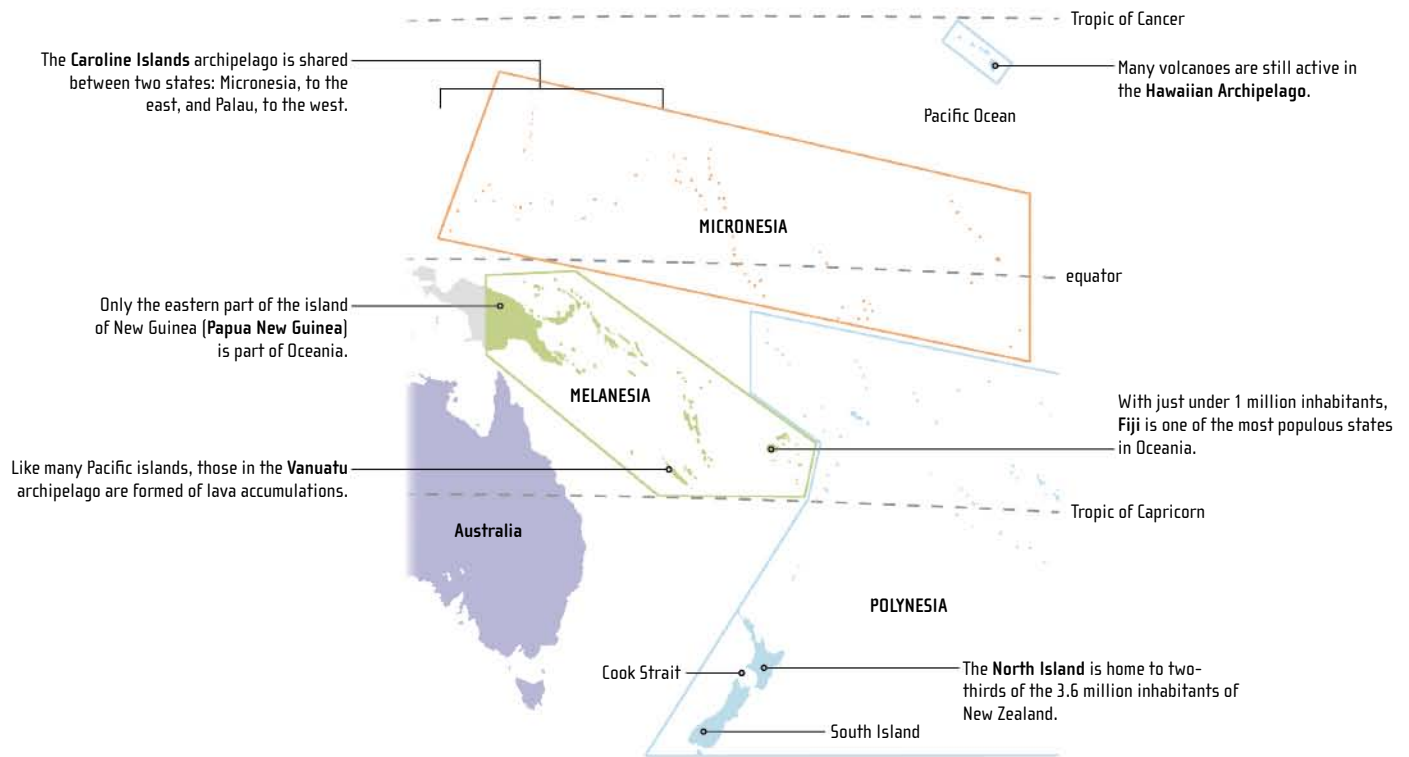 Tropic of Cancer
The Caroline Islands archipelago is shared
between two states: Micronesia, to the
east, and Palau, to the west.
Many volcanoes are still active in
the Hawaiian Archipelago.
Pacific Ocean
MICRONESIA
equator
Only the eastern part of the island
of New Guinea (Papua New Guinea)
is part of Oceania.
MELANESIA
With just under 1 million inhabitants,
Fiji is one of the most populous states
in Oceania.
Like many Pacific islands, those in the Vanuatu
archipelago are formed of lava accumulations.
Tropic of Capricorn
Australia
POLYNESIA
Cook Strait
The North Island is home to two-
thirds of the 3.6 million inhabitants of
New Zealand.
South Island